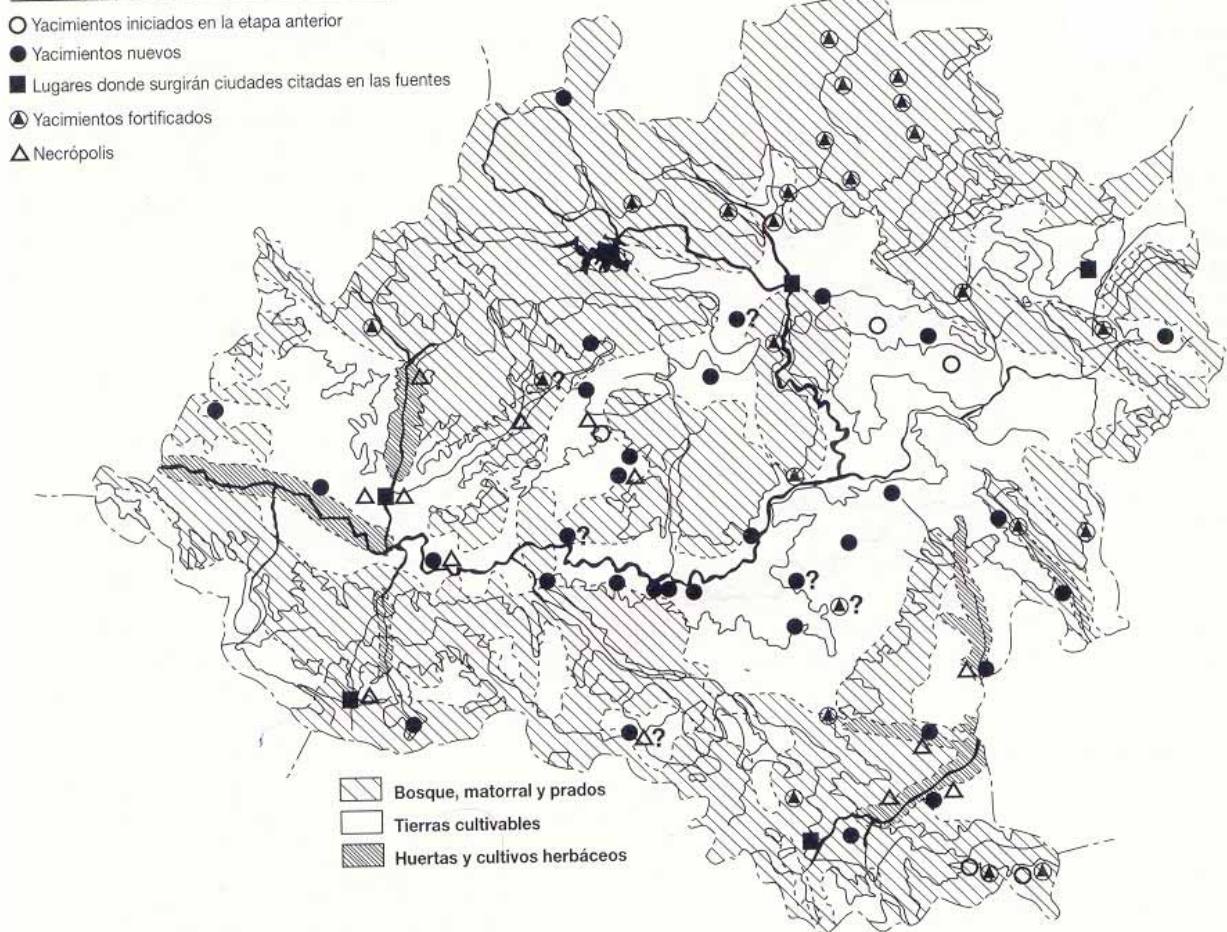 Yacimientos iniciados en la etapa anterior
Yacimientos nuevos
Lugares donde surgirán ciudades citadas en las fuentes
Yacimientos fortificados
Necrópolis
?
?
?
?
?
?
?
Bosque, matorral y prados
Tierras cultivables
Huertas y cultivos herbáceos